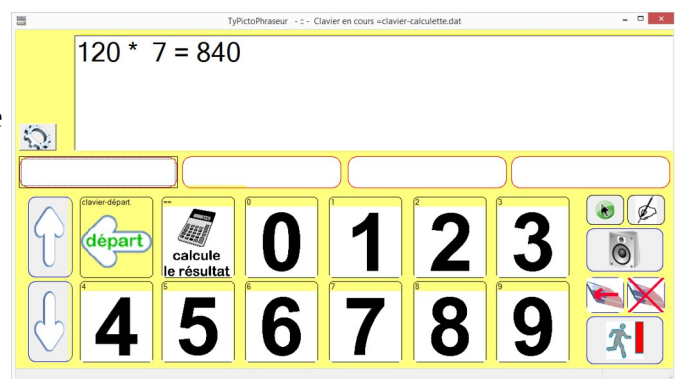 TyPictoPhraseur - :: - Clavier en cours =clavier-calculette.dat
120 * 7 = 840
e
clavier-départ -- 0 1 2 3
départ calcule le résultat 0 1 2 3
4 5 6 7 8 9
4 5 6 7 8 9